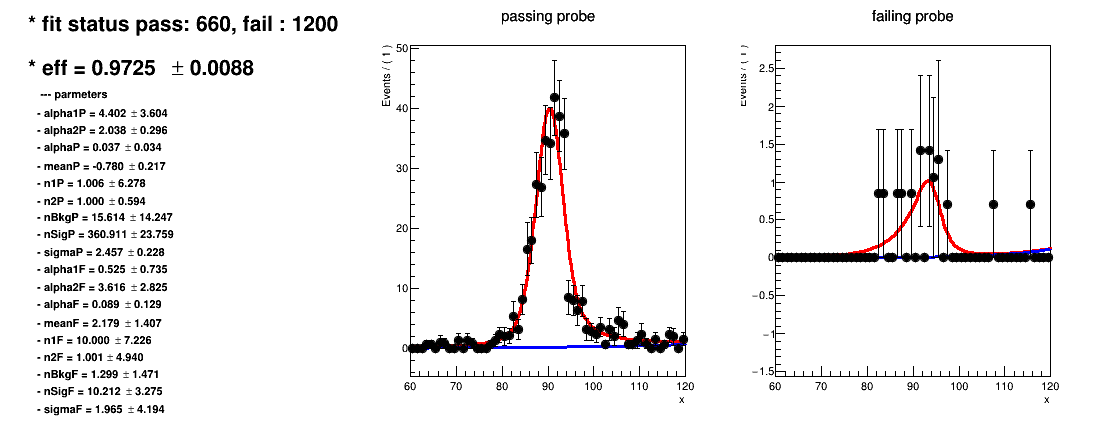 * fit status pass: 660, fail : 1200
* eff = 0.9725 ± 0.0088
--- parmeters
- alpha1P = 4.402 ± 3.604
- alpha2P = 2.038 ± 0.296
- alphaP = 0.037 ± 0.034
- meanP = -0.780 ± 0.217
- n1P = 1.006 ± 6.278
- n2P = 1.000 ± 0.594
- nBkgP = 15.614 ± 14.247
- nSigP = 360.911 ± 23.759
- sigmaP = 2.457 ± 0.228
- alpha1F = 0.525 ± 0.735
- alpha2F = 3.616 ± 2.825
- alphaF = 0.089 ± 0.129
- meanF = 2.179 ± 1.407
- n1F = 10.000 ± 7.226
- n2F = 1.001 ± 4.940
- nBkgF = 1.299 ± 1.471
- nSigF = 10.212 ± 3.275
- sigmaF = 1.965 ± 4.194
passing probe
Events / ( 1 )
50
40
30
20
10
0
60 70 80 90 100 110 120
x
failing probe
Events / ( 1 )
2.5
2
1.5
1
0.5
0
−0.5
−1
−1.5
60 70 80 90 100 110 120
x